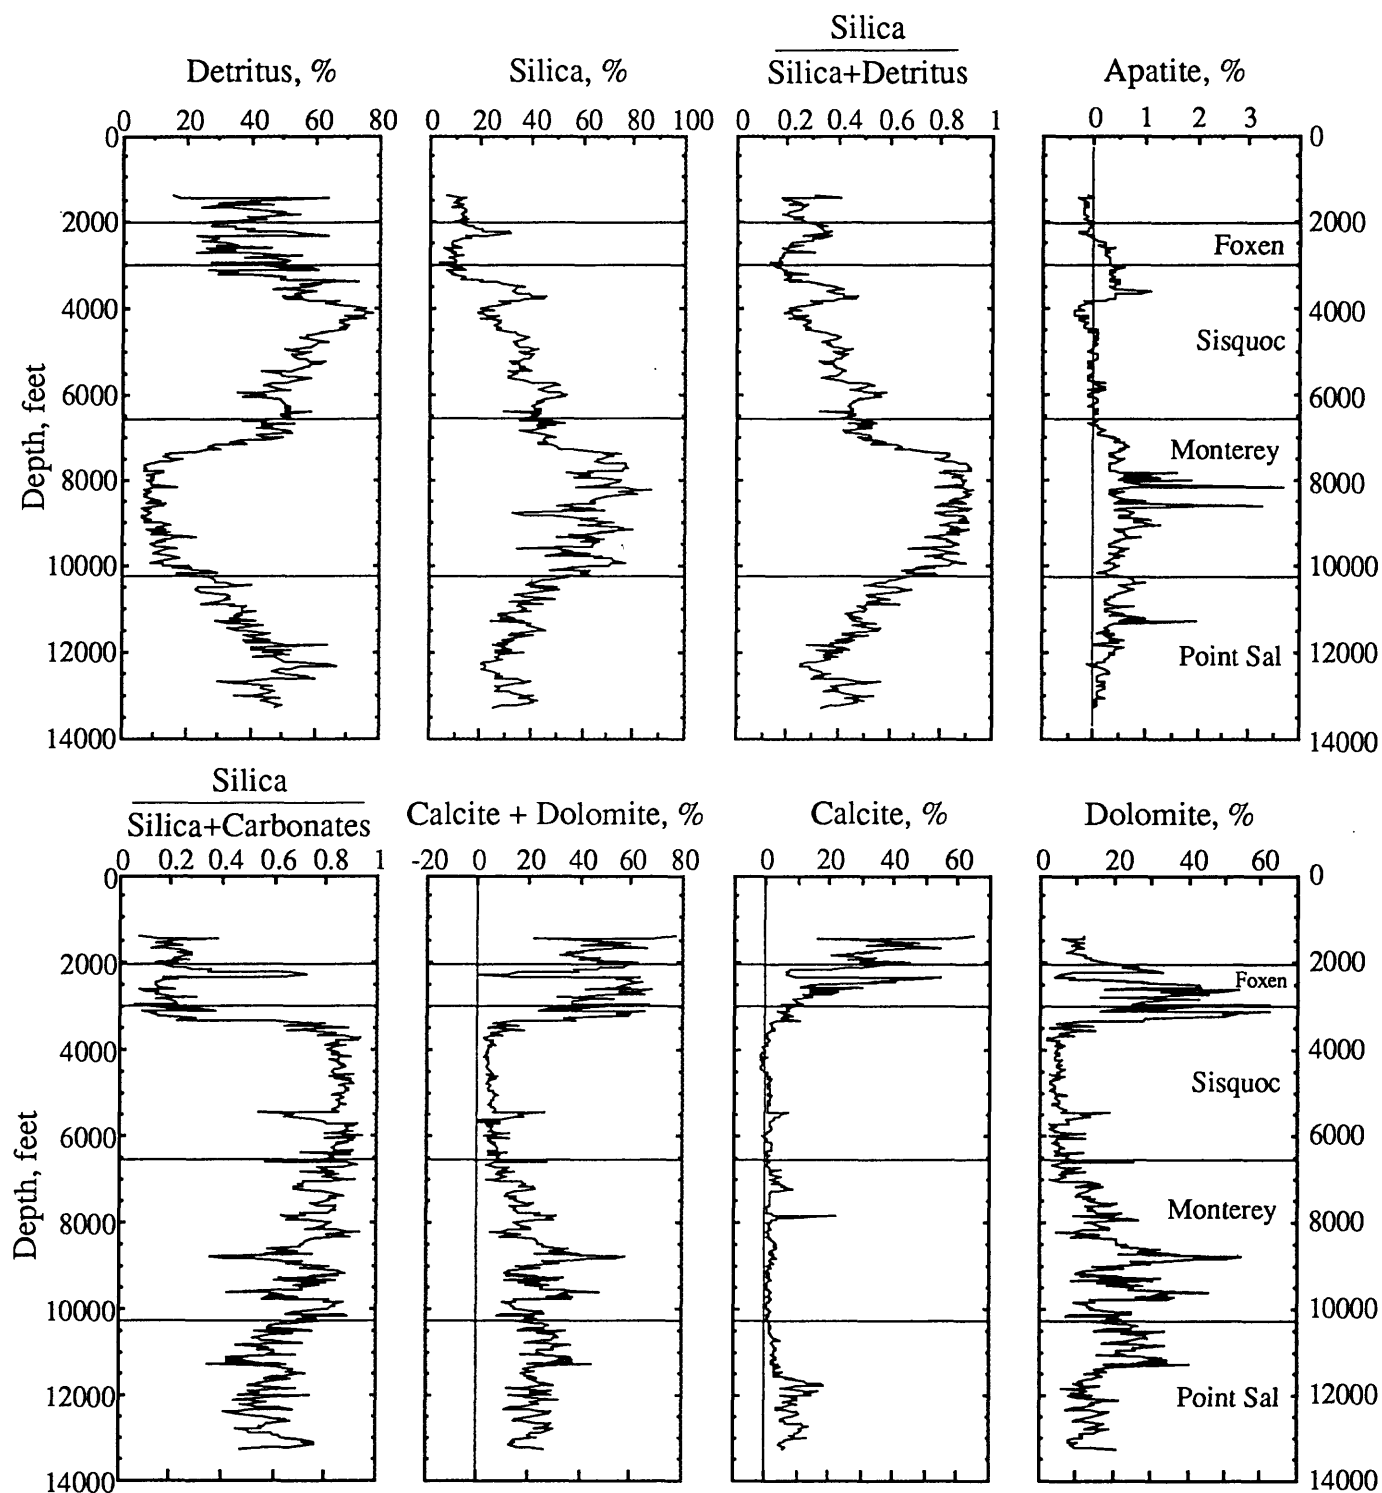 Silica
Detritus, % Silica, % Silica+Detritus Apatite, %
0 20 40 60 80 0 20 40 60 80 100 0 0.2 0.4 0.6 0.8 1 0 1 2 3
0 0
2000 2000
Foxen
4000 4000
Sisquoc
6000 6000
Monterey
8000 8000
10000 10000
12000 Point Sal 12000
14000 14000
Depth, feet
Silica
Silica+Carbonates Calcite + Dolomite, % Calcite, % Dolomite, %
0 0.2 0.4 0.6 0.8 1 -20 0 20 40 60 80 0 20 40 60 0 20 40 60
0 0
2000 2000
Foxen
4000 4000
Sisquoc
6000 6000
Monterey
8000 8000
10000 10000
12000 Point Sal 12000
14000 14000
Depth, feet